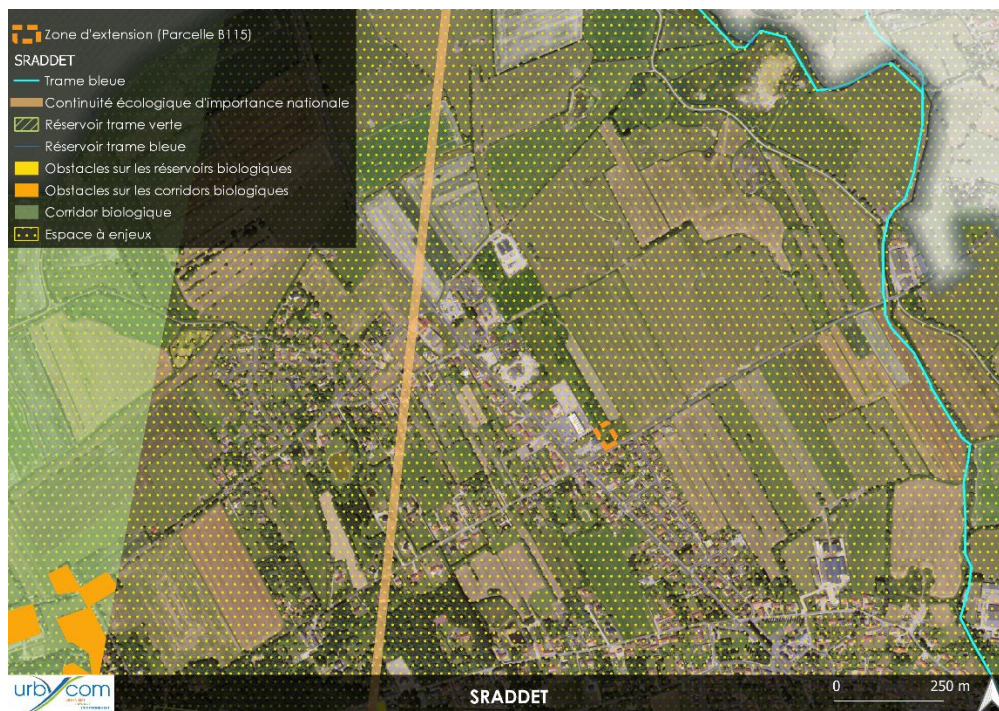 Zone d'extension (Parcelle B115)
SRADDET
Trame bleue
Continuité écologique d'importance nationale
Réservoir trame verte
Réservoir trame bleue
Obstacles sur les réservoirs biologiques
Obstacles sur les corridors biologiques
Corridor biologique
Espace à enjeux
urbycom
SRADDET
0 250 m